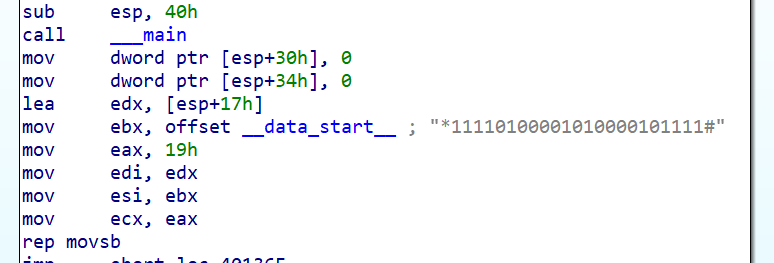 sub     esp, 40h
call    ___main
mov     dword ptr [esp+30h], 0
mov     dword ptr [esp+34h], 0
lea     edx, [esp+17h]
mov     ebx, offset __data_start__ ; "*11110100001010000101111#"
mov     eax, 19h
mov     edi, edx
mov     esi, ebx
mov     ecx, eax
rep movsb
jmp     short